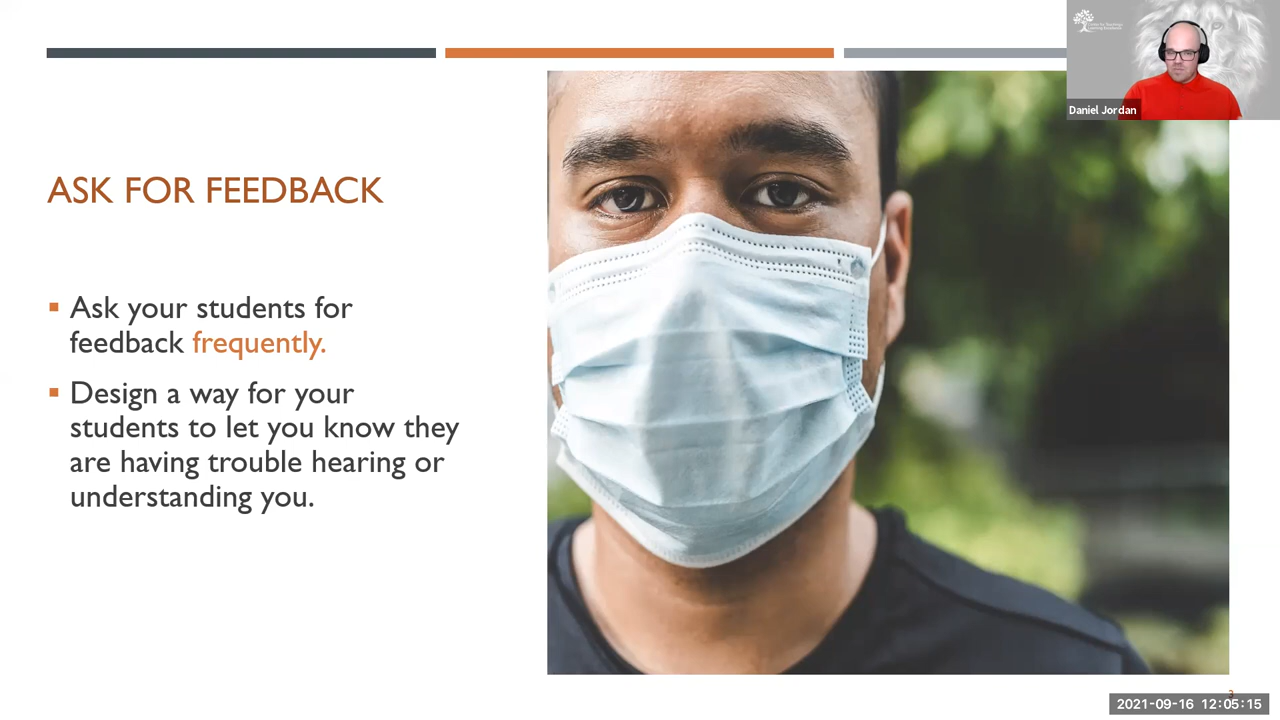 Daniel Jordan
ASK FOR FEEDBACK
Ask your students for
feedback frequently.
Design a way for your
students to let you know they
are having trouble hearing or
understanding you.
3
2021-09-16 12:05:15